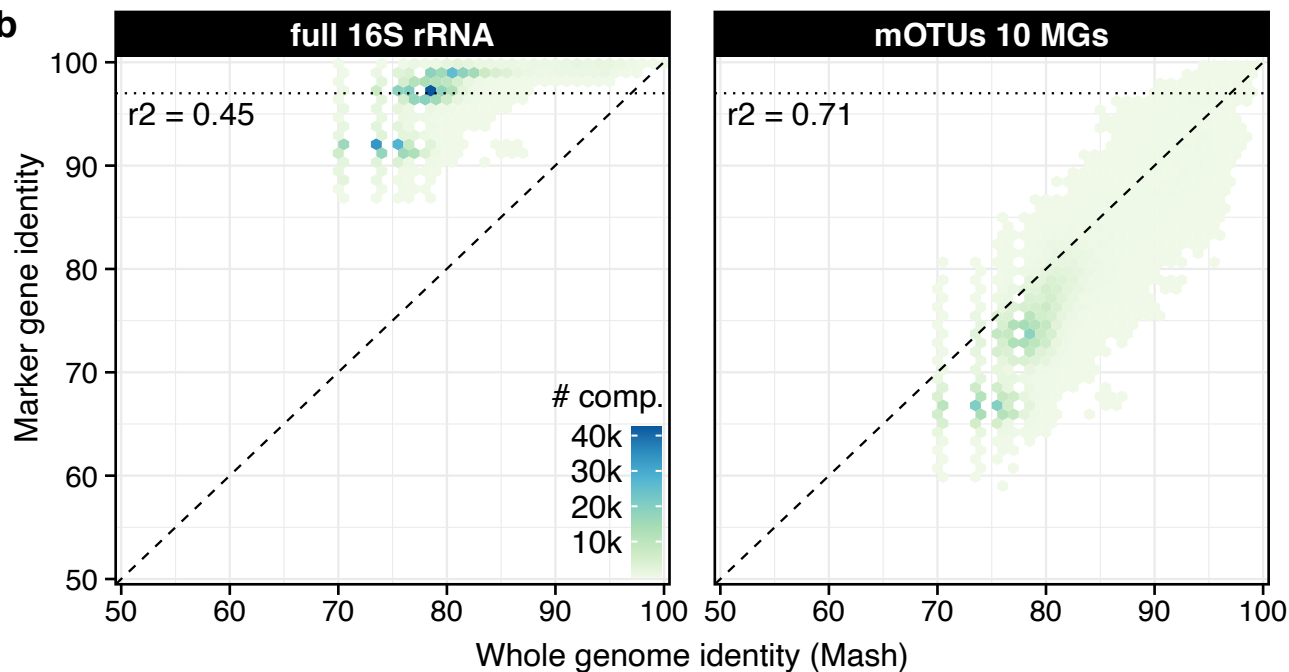 b
full 16S rRNA
mOTUs 10 MGs
Marker gene identity
100
90
80
70
60
50
r2 = 0.45
r2 = 0.71
# comp.
40k
30k
20k
10k
50 60 70 80 90 100
50 60 70 80 90 100
Whole genome identity (Mash)